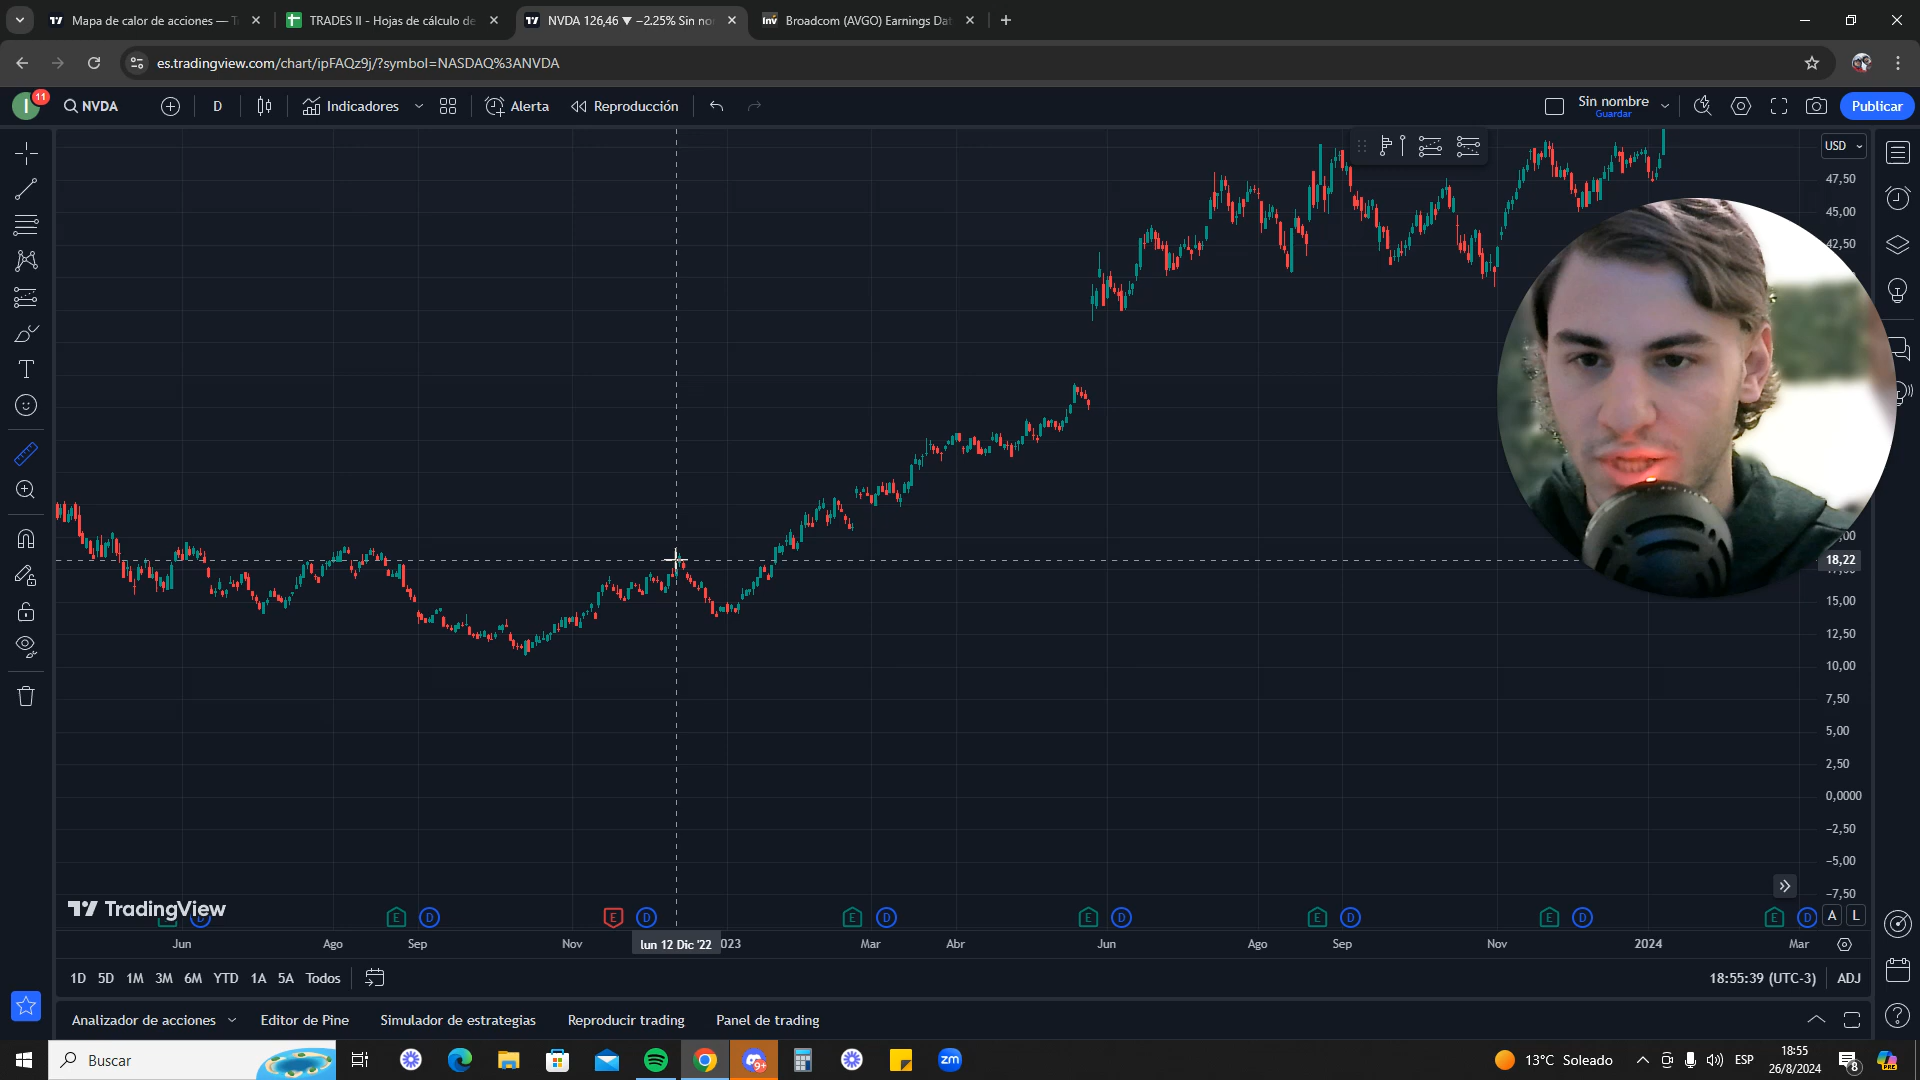 Mapa de calor de acciones — T
TRADES II - Hojas de cálculo de
NVDA 126,46 ▼ −2.25% Sin no
Inv
Broadcom (AVGO) Earnings Dat
es.tradingview.com/chart/ipFAQz9j/?symbol=NASDAQ%3ANVDA
I
11
NVDA
D
Indicadores
Alerta
Reproducción
Sin nombre
Guardar
Publicar
USD
47,50
45,00
42,50
18,22
15,00
12,50
10,00
7,50
5,00
2,50
0,0000
−2,50
−5,00
−7,50
TradingView
E D E D E D E D E D E D E D
A L
Jun Ago Sep Nov lun 12 Dic '22 023 Mar Abr Jun Ago Sep Nov 2024 Mar
1D 5D 1M 3M 6M YTD 1A 5A Todos
18:55:39 (UTC-3) ADJ
Analizador de acciones Editor de Pine Simulador de estrategias Reproducir trading Panel de trading
Buscar
9+
zm
13°C Soleado
ESP
18:55
26/8/2024
8
PRE